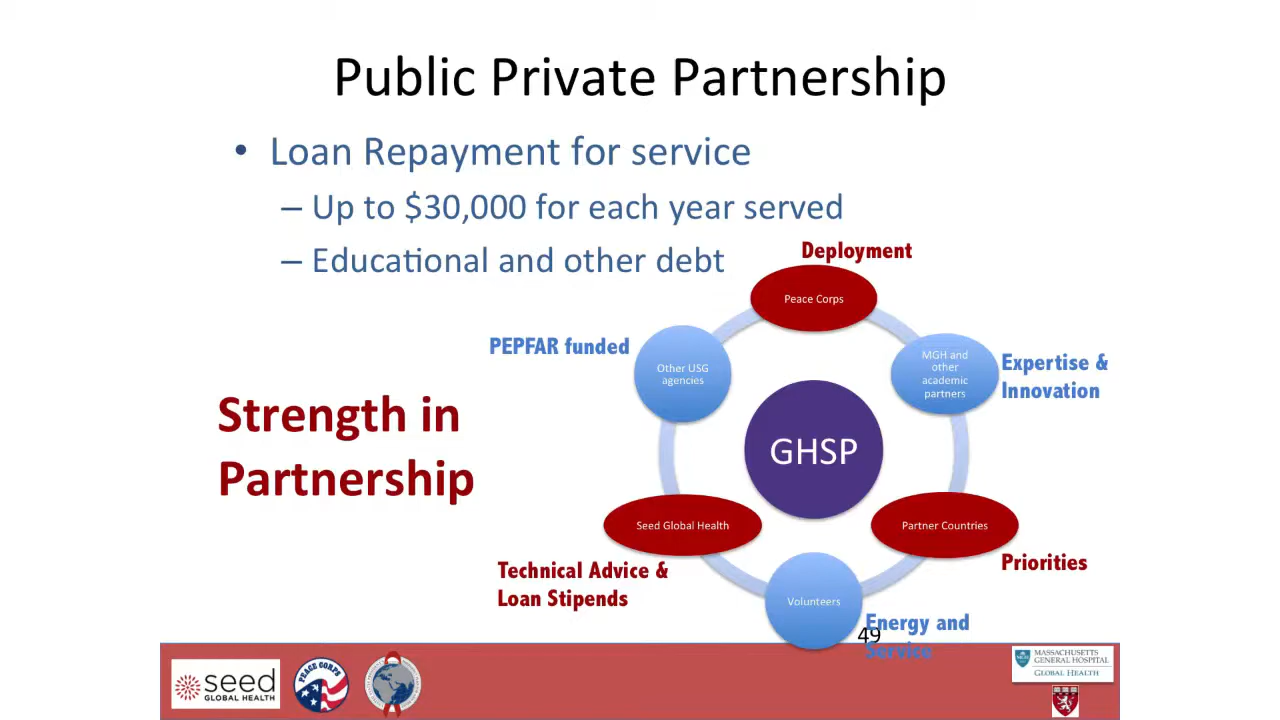 Public Private Partnership
• Loan Repayment for service
– Up to $30,000 for each year served
– Educational and other debt
Deployment
Peace Corps
PEPFAR funded
Other USG
agencies
MGH and
other
academic
partners
Expertise &
Innovation
Strength in
Partnership
GHSP
Seed Global Health
Partner Countries
Technical Advice &
Loan Stipends
Priorities
Volunteers
Energy and
Service
49
seed
GLOBAL HEALTH
PEACE CORPS
MASSACHUSETTS
GENERAL HOSPITAL
GLOBAL HEALTH